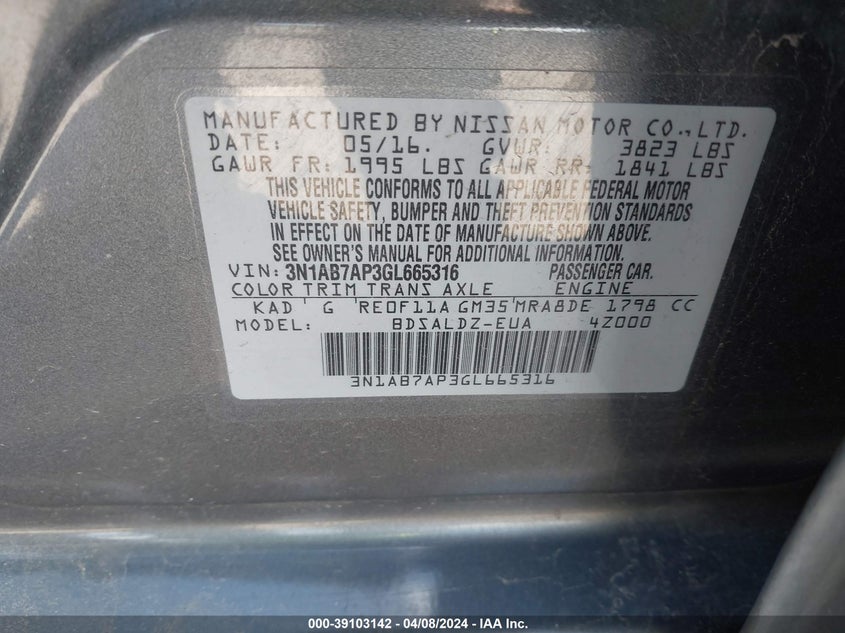 MANUFACTURED BY NISSAN MOTOR CO., LTD.
DATE: 05/16. GVWR: 3823 LBS
GAWR FR: 1995 LBS GAWR RR: 1841 LBS
THIS VEHICLE CONFORMS TO ALL APPLICABLE FEDERAL MOTOR
VEHICLE SAFETY, BUMPER AND THEFT PREVENTION STANDARDS
IN EFFECT ON THE DATE OF MANUFACTURE SHOWN ABOVE.
SEE OWNER'S MANUAL FOR ADDITIONAL INFORMATION.
VIN: 3N1AB7AP3GL665316 PASSENGER CAR.
COLOR TRIM TRANS AXLE ENGINE
KAD G RE0F11A GM35 MRA8DE 1798 CC
MODEL: BDSALDZ-EUA 4Z000
3N1AB7AP3GL665316
000-39103142 - 04/08/2024 - IAA Inc.